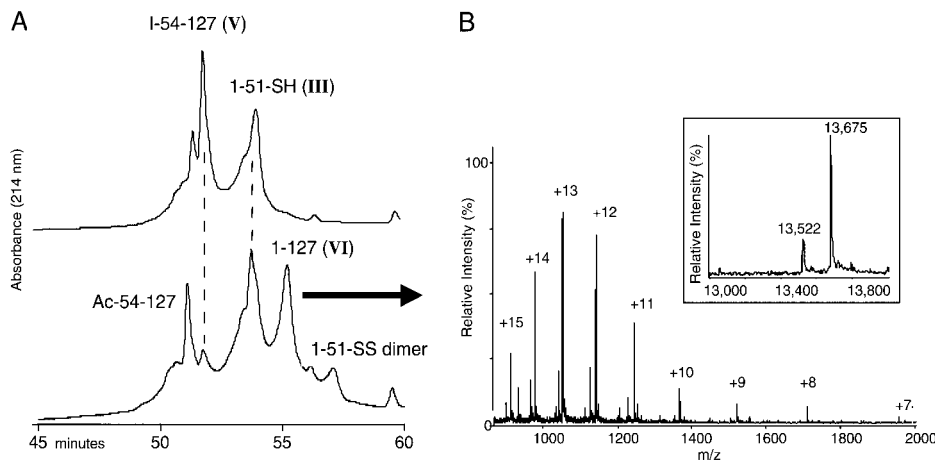 A
I-54-127 (V)
1-51-SH (III)
1-127 (VI)
Ac-54-127
1-51-SS dimer
Absorbance (214 nm)
45 minutes 50 55 60
B
100
Relative Intensity (%)
+15
+14
+13
+12
+11
+10
+9
+8
+7
1000 1200 1400 1600 1800 2000
m/z
Relative Intensity (%)
13,675
13,522
13,000 13,400 13,800